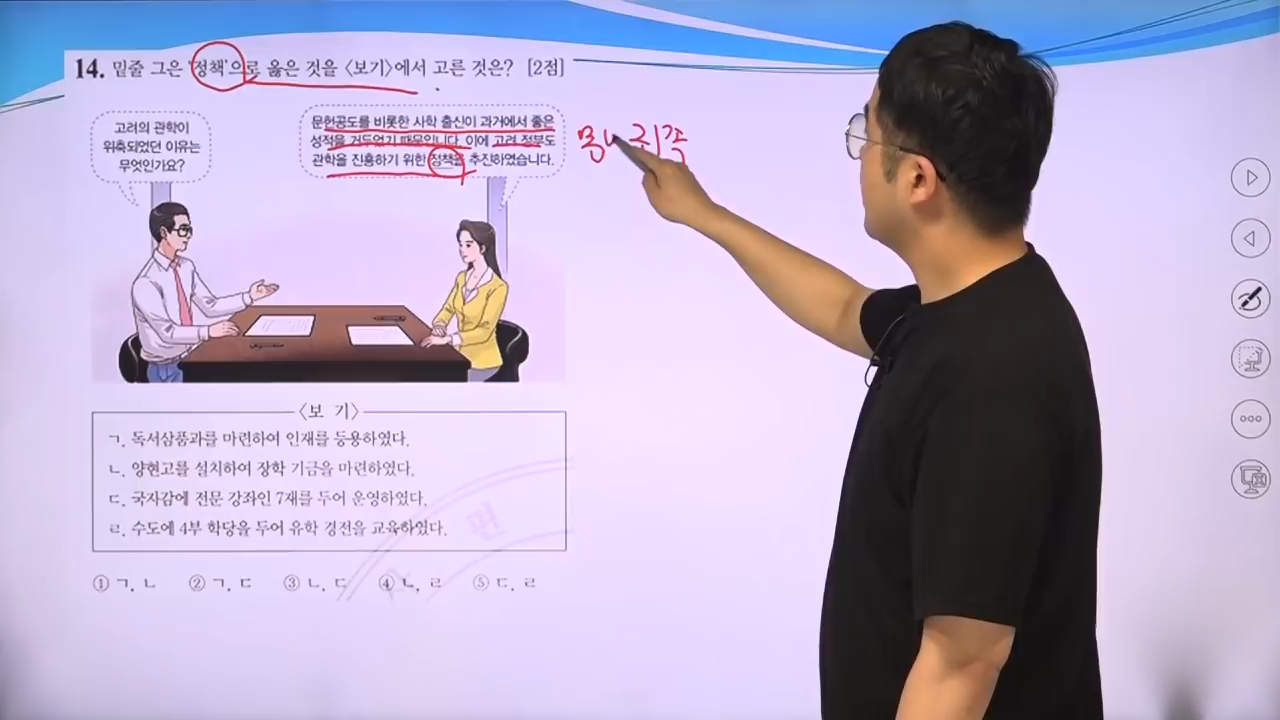 14. 밑줄 그은 '정책'으로 옳은 것을 〈보기〉에서 고른 것은? [2점]
고려의 관학이
위축되었던 이유는
무엇인가요?
문헌공도를 비롯한 사학 출신이 과거에서 좋은
성적을 거두었기 때문입니다. 이에 고려 정부도
관학을 진흥하기 위한 정책을 추진하였습니다.
〈보 기〉
ㄱ. 독서삼품과를 마련하여 인재를 등용하였다.
ㄴ. 양현고를 설치하여 장학 기금을 마련하였다.
ㄷ. 국자감에 전문 강좌인 7재를 두어 운영하였다.
ㄹ. 수도에 4부 학당을 두어 유학 경전을 교육하였다.
편
① ㄱ, ㄴ ② ㄱ, ㄷ ③ ㄴ, ㄷ ④ ㄴ, ㄹ ⑤ ㄷ, ㄹ